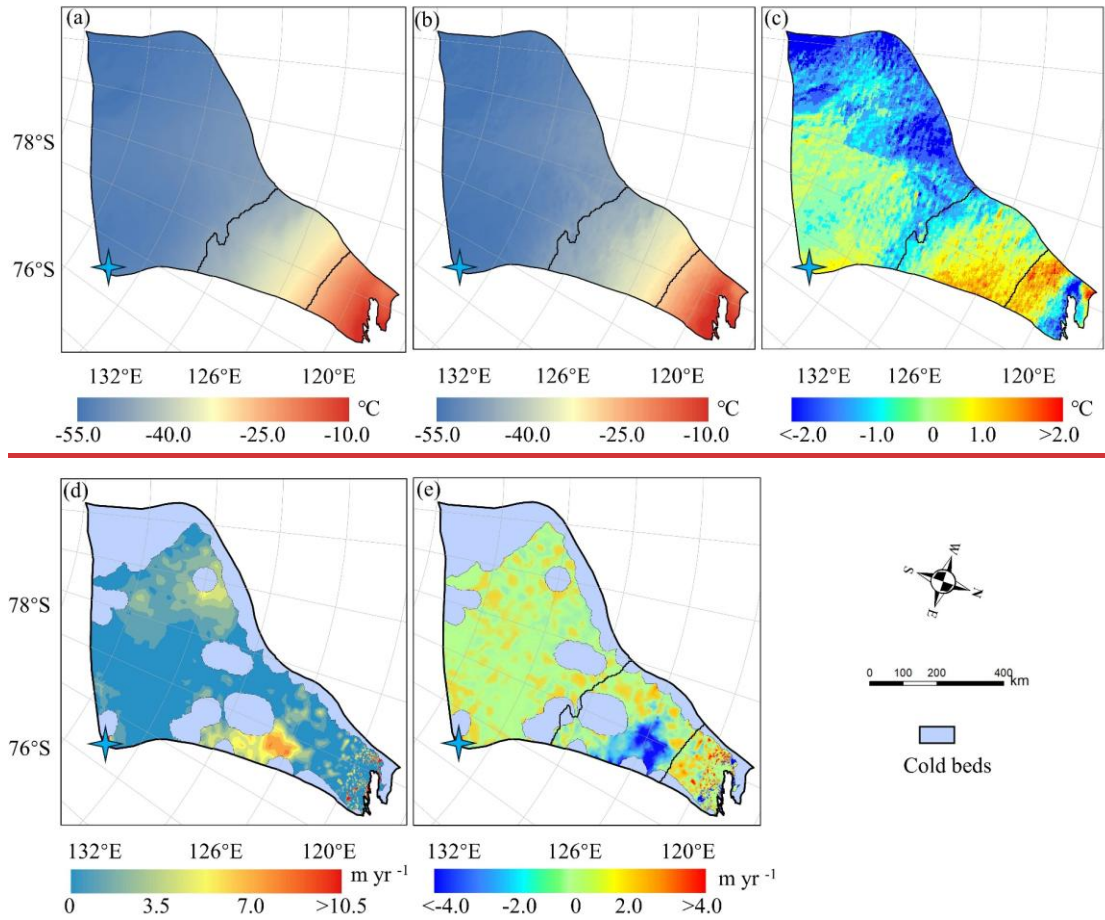 (a) (b) (c)
78°S
76°S
132°E 126°E 120°E 132°E 126°E 120°E 132°E 126°E 120°E
°C °C °C
-55.0 -40.0 -25.0 -10.0 -55.0 -40.0 -25.0 -10.0 <-2.0 -1.0 0 1.0 >2.0
(d) (e)
W
S
N
E
78°S
0 100 200 400 km
76°S
Cold beds
132°E 126°E 120°E 132°E 126°E 120°E
m yr -1 m yr -1
0 3.5 7.0 >10.5 <-4.0 -2.0 0 2.0 >4.0